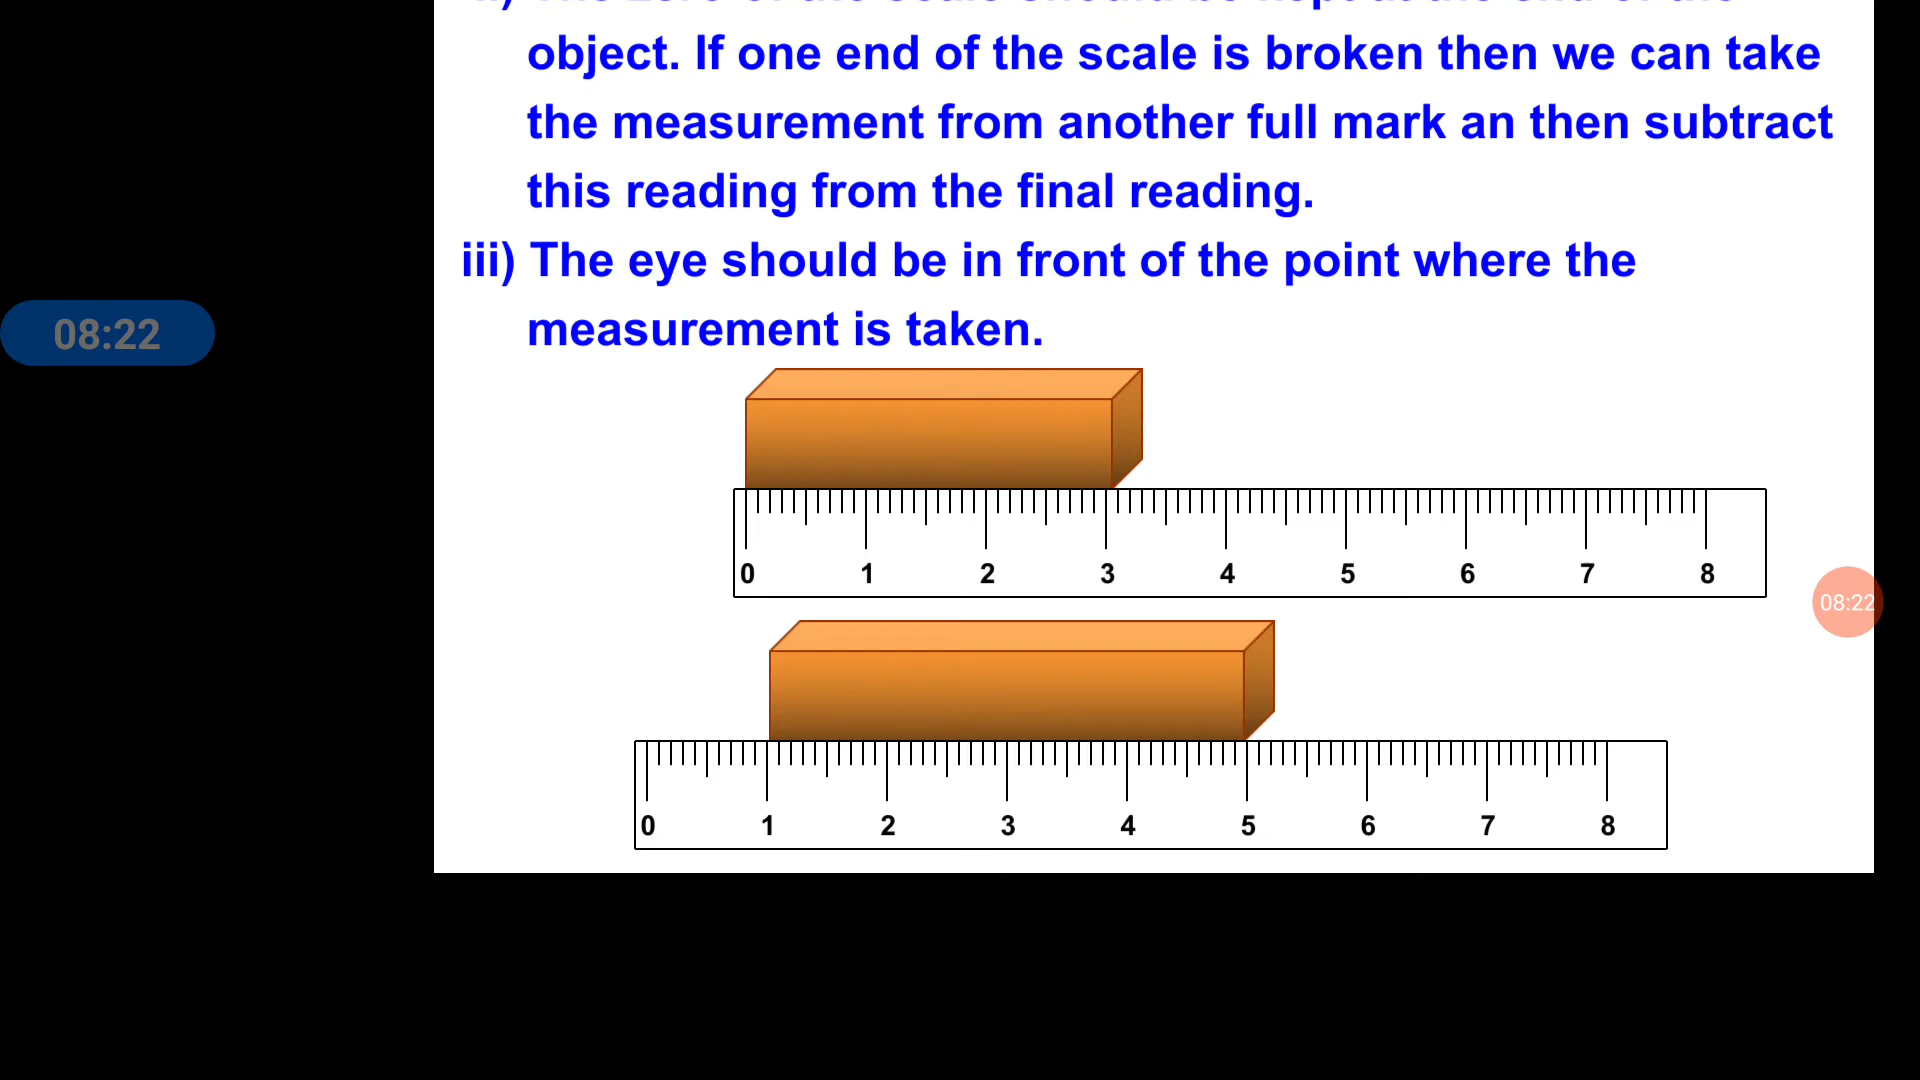 object. If one end of the scale is broken then we can take
the measurement from another full mark an then subtract
this reading from the final reading.
iii) The eye should be in front of the point where the
measurement is taken.
08:22
0 1 2 3 4 5 6 7 8
08:22
0 1 2 3 4 5 6 7 8